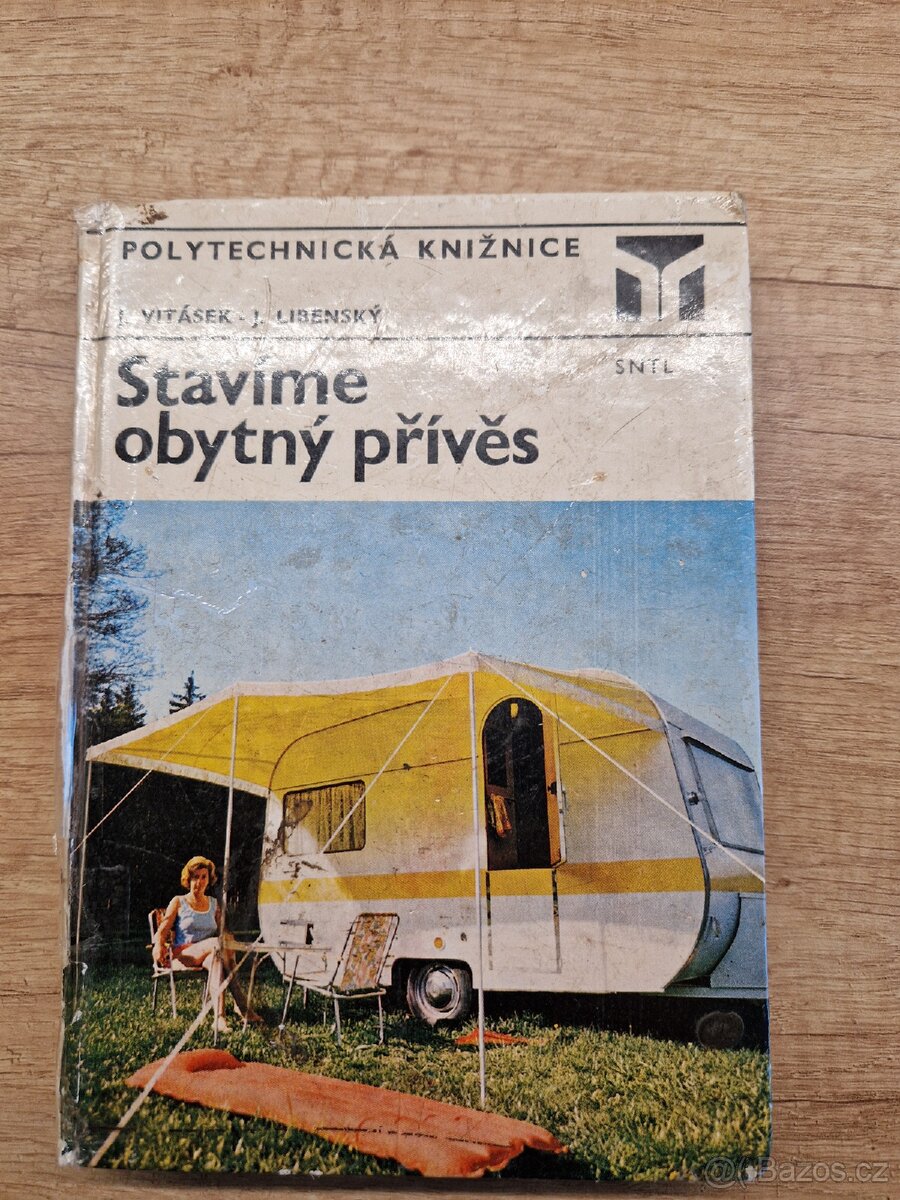 POLYTECHNICKÁ KNIŽNICE
J. VITÁSEK - J. LIBENSKÝ
SNTL
Stavíme
obytný přívěs
@Bazos.cz